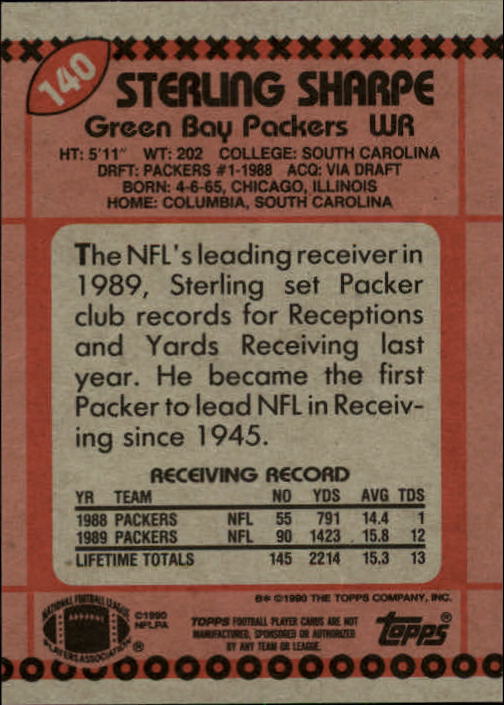 140
STERLING SHARPE
Green Bay Packers WR
HT: 5'11" WT: 202 COLLEGE: SOUTH CAROLINA
DRFT: PACKERS #1-1988 ACQ: VIA DRAFT
BORN: 4-6-65, CHICAGO, ILLINOIS
HOME: COLUMBIA, SOUTH CAROLINA
The NFL's leading receiver in
1989, Sterling set Packer
club records for Receptions
and Yards Receiving last
year. He became the first
Packer to lead NFL in Receiv-
ing since 1945.
RECEIVING RECORD
YR TEAM NO YDS AVG TDS
1988 PACKERS NFL 55 791 14.4 1
1989 PACKERS NFL 90 1423 15.8 12
LIFETIME TOTALS 145 2214 15.3 13
B* ©1990 THE TOPPS COMPANY, INC.
NATIONAL FOOTBALL LEAGUE
PLAYERS ASSOCIATION ®
©1990
NFLPA
TOPPS FOOTBALL PLAYER CARDS ARE NOT
MANUFACTURED, SPONSORED OR AUTHORIZED
BY ANY TEAM OR LEAGUE.
topps®